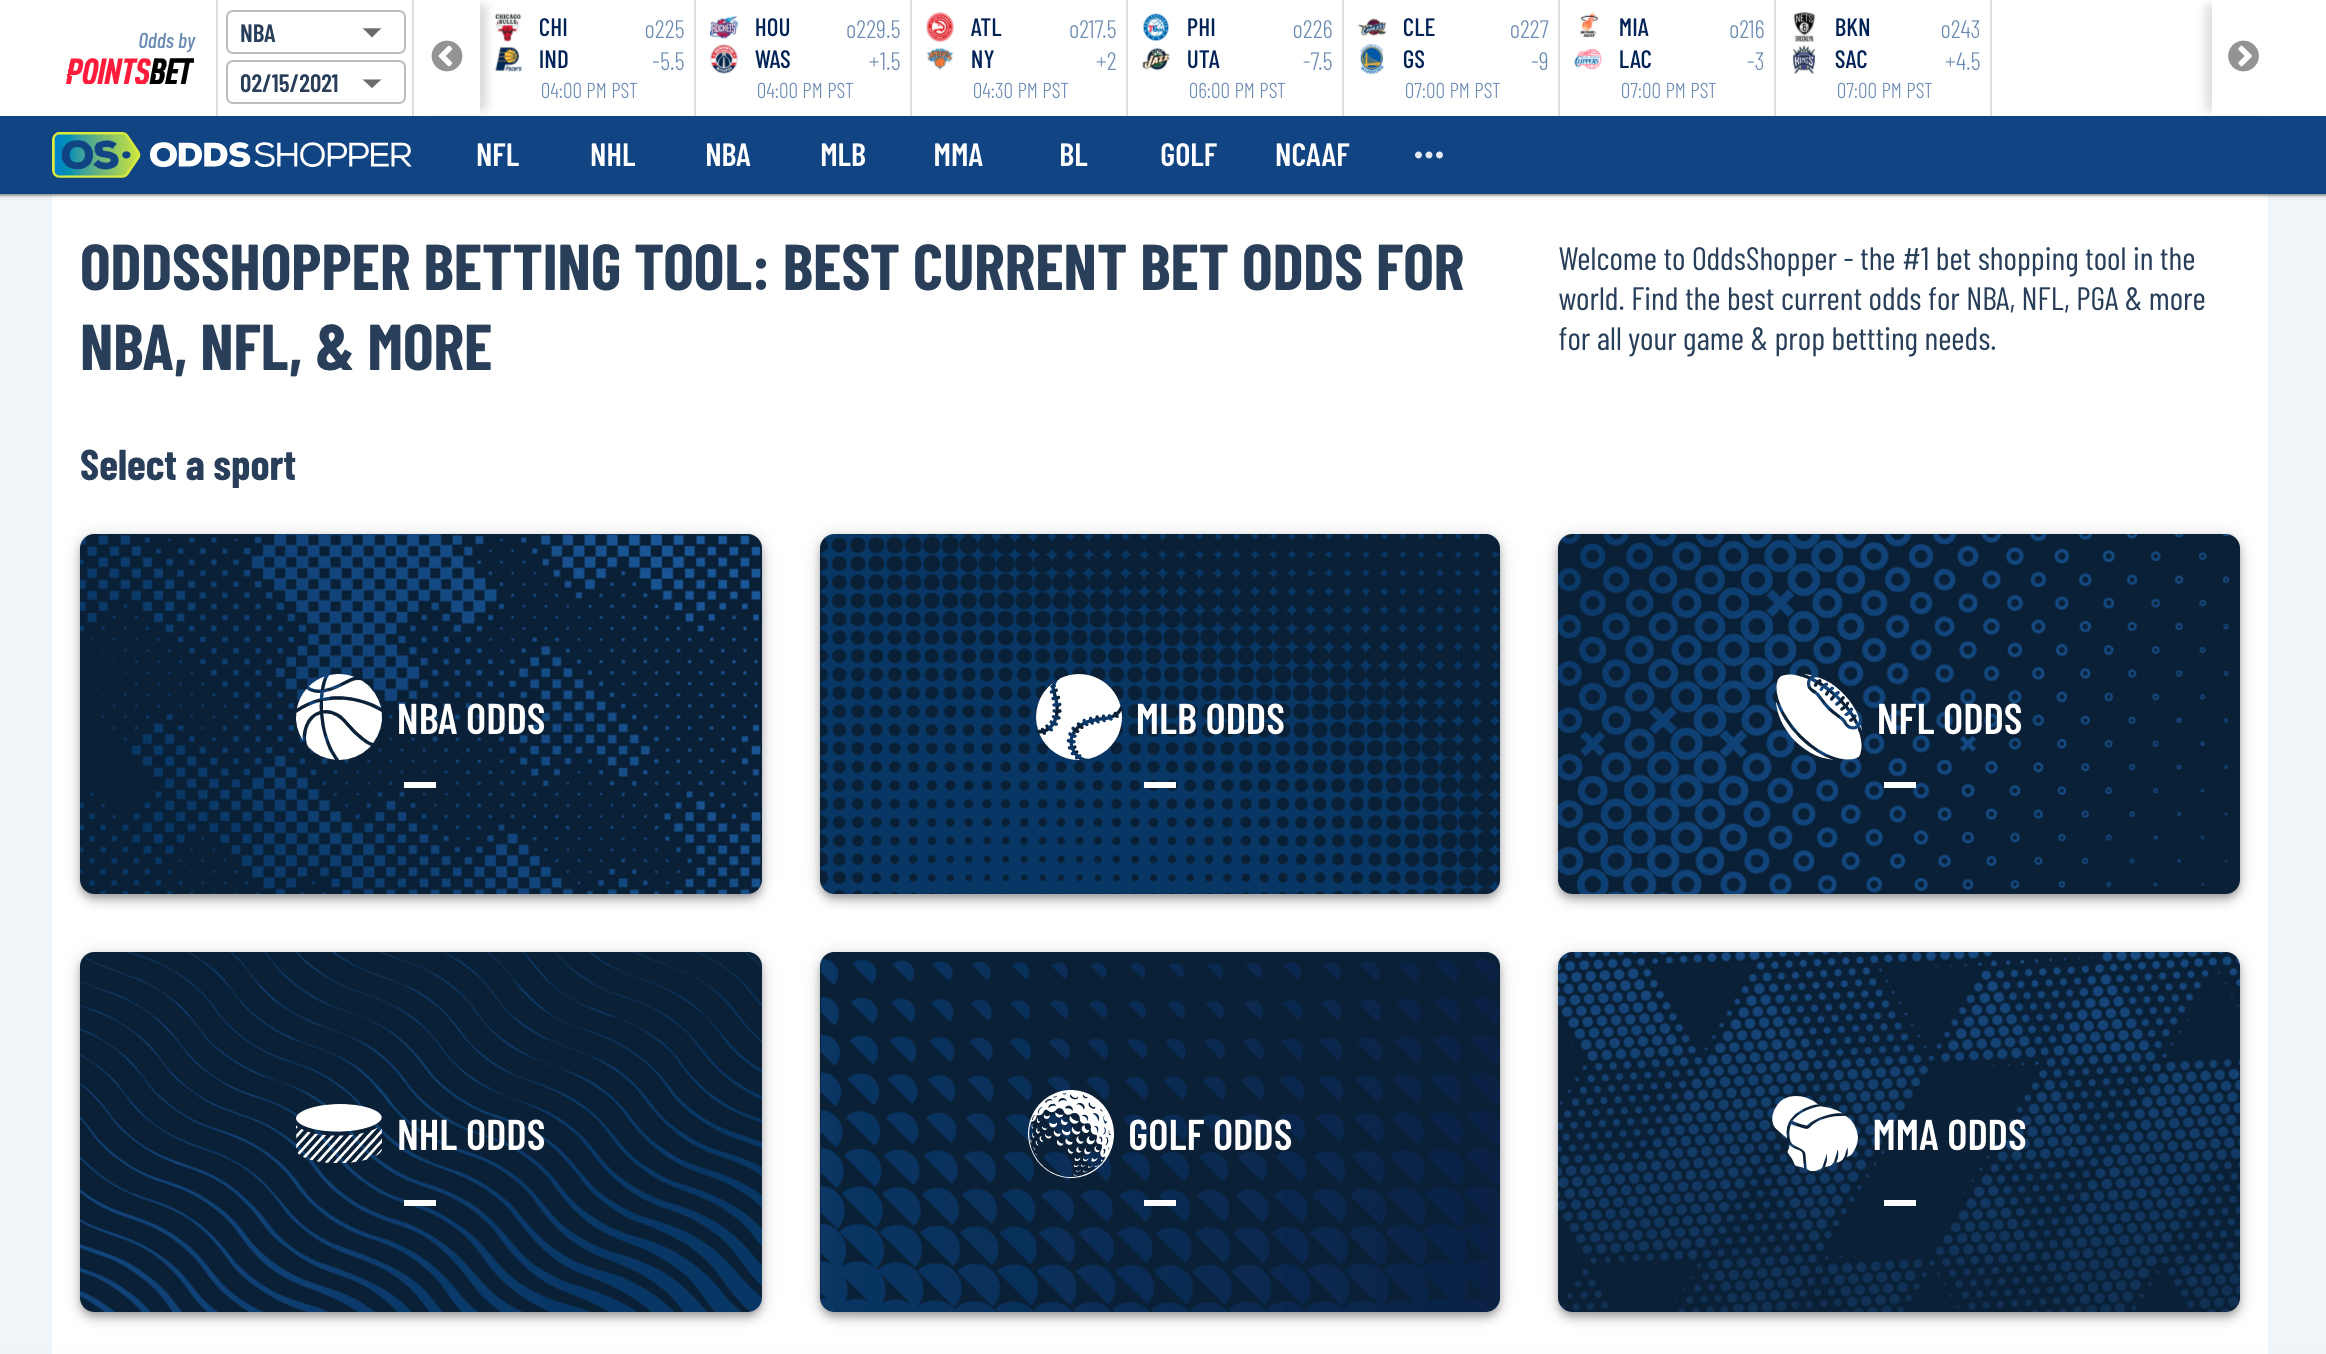 Odds by
POINTSBET
NBA
02/15/2021
CHI o225
IND -5.5
04:00 PM PST
HOU o229.5
WAS +1.5
04:00 PM PST
ATL o217.5
NY +2
04:30 PM PST
PHI o226
UTA -7.5
06:00 PM PST
CLE o227
GS -9
07:00 PM PST
MIA o216
LAC -3
07:00 PM PST
BKN o243
SAC +4.5
07:00 PM PST
OS ODDSSHOPPER NFL NHL NBA MLB MMA BL GOLF NCAAF
ODDSSHOPPER BETTING TOOL: BEST CURRENT BET ODDS FOR
NBA, NFL, & MORE
Welcome to OddsShopper - the #1 bet shopping tool in the
world. Find the best current odds for NBA, NFL, PGA & more
for all your game & prop bettting needs.
Select a sport
NBA ODDS
MLB ODDS
NFL ODDS
NHL ODDS
GOLF ODDS
MMA ODDS